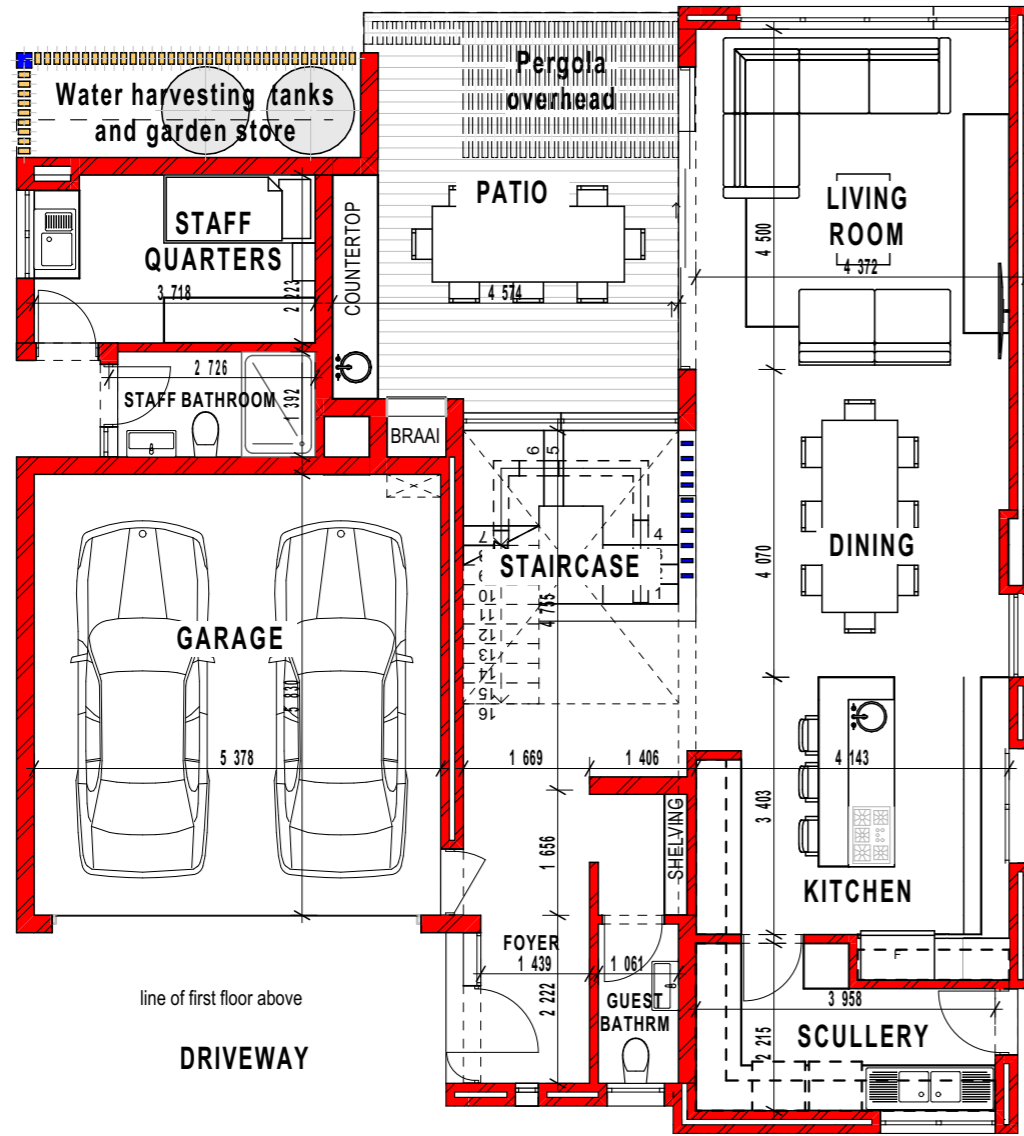 Pergola
overhead
Water harvesting tanks
and garden store
PATIO
LIVING
ROOM
STAFF
QUARTERS
COUNTERTOP
4 500
4 372
3 718
2 223
4 574
2 726
STAFF BATHROOM
1 392
BRAAI
6
5
7
8
9
10
11
12
13
14
15
16
4
1
STAIRCASE
4 755
DINING
4 070
GARAGE
5 830
5 378
1 669
1 406
4 143
3 403
1 656
SHELVING
KITCHEN
FOYER
1 439
1 061
2 222
GUEST
BATHRM
F
3 958
SCULLERY
2 215
line of first floor above
DRIVEWAY